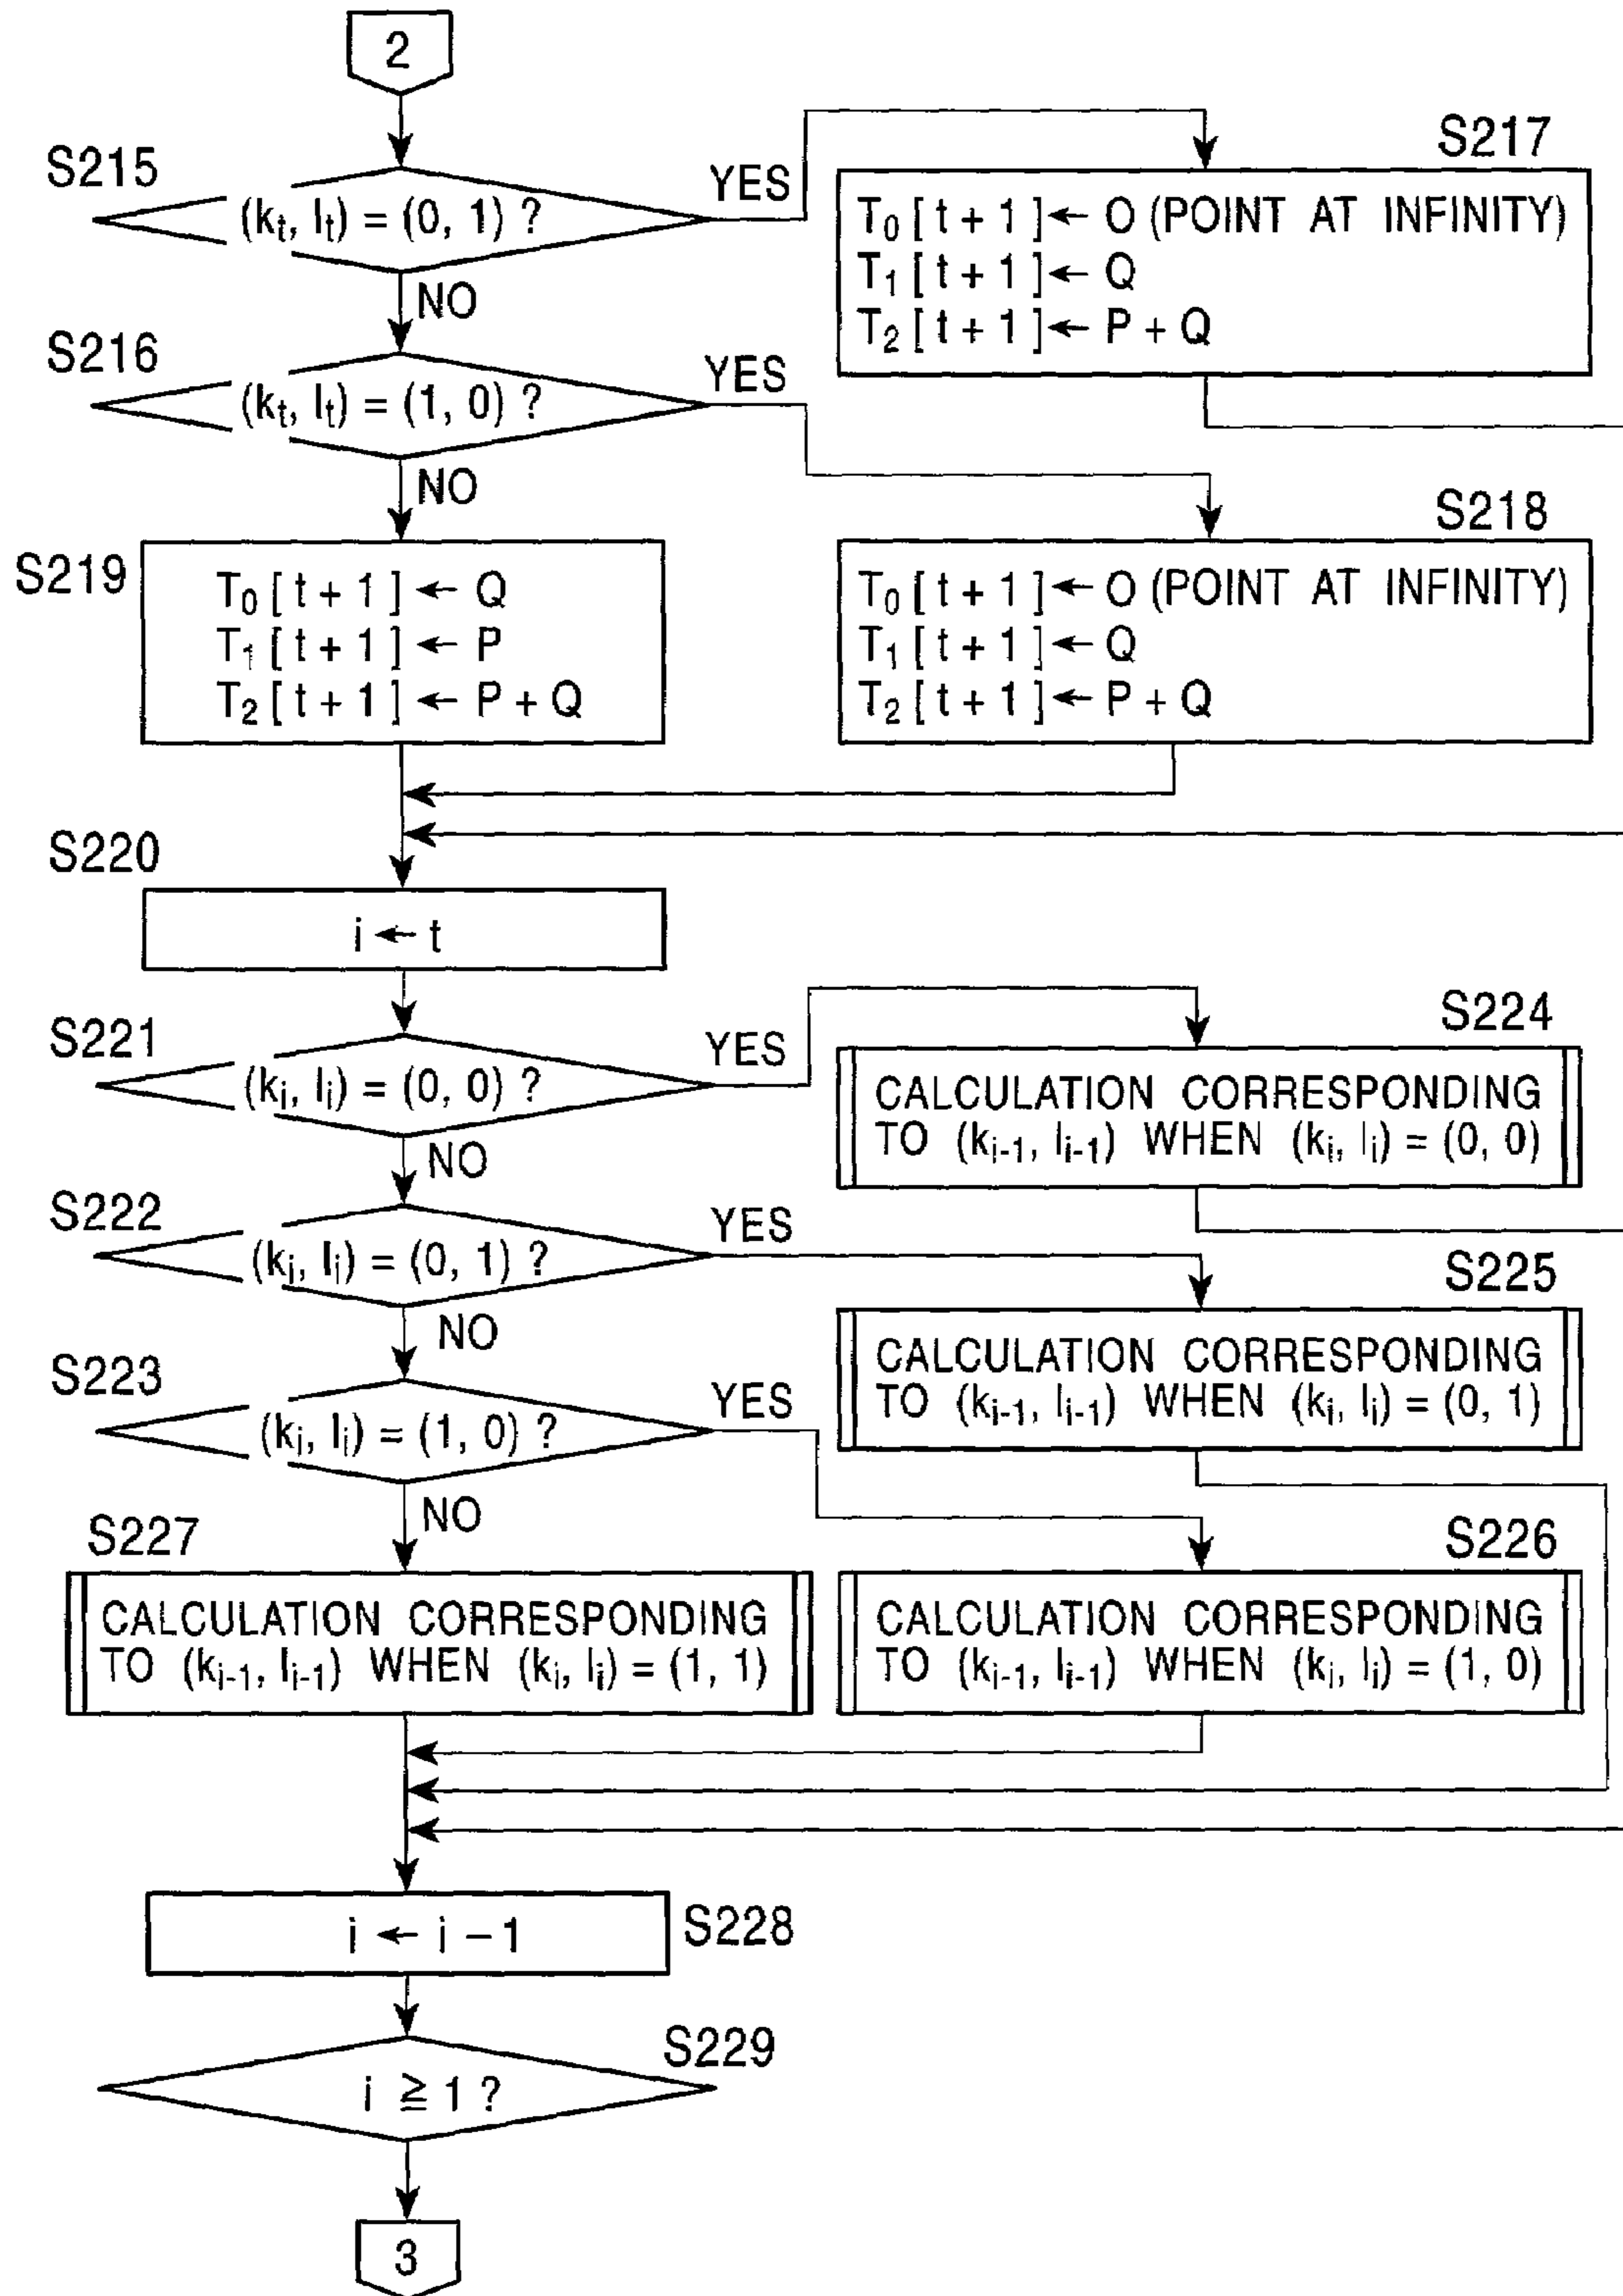 2
S215
(kt, lt) = (0, 1) ?
YES
NO
S217
T0 [ t + 1 ] ← O (POINT AT INFINITY)
T1 [ t + 1 ] ← Q
T2 [ t + 1 ] ← P + Q
S216
(kt, lt) = (1, 0) ?
YES
NO
S218
T0 [ t + 1 ] ← O (POINT AT INFINITY)
T1 [ t + 1 ] ← Q
T2 [ t + 1 ] ← P + Q
S219
T0 [ t + 1 ] ← Q
T1 [ t + 1 ] ← P
T2 [ t + 1 ] ← P + Q
S220
i ← t
S221
(ki, li) = (0, 0) ?
YES
NO
S224
CALCULATION CORRESPONDING
TO (ki-1, li-1) WHEN (ki, li) = (0, 0)
S222
(ki, li) = (0, 1) ?
YES
NO
S225
CALCULATION CORRESPONDING
TO (ki-1, li-1) WHEN (ki, li) = (0, 1)
S223
(ki, li) = (1, 0) ?
YES
NO
S227
CALCULATION CORRESPONDING
TO (ki-1, li-1) WHEN (ki, li) = (1, 1)
S226
CALCULATION CORRESPONDING
TO (ki-1, li-1) WHEN (ki, li) = (1, 0)
i ← i − 1
S228
S229
i ≧ 1 ?
3